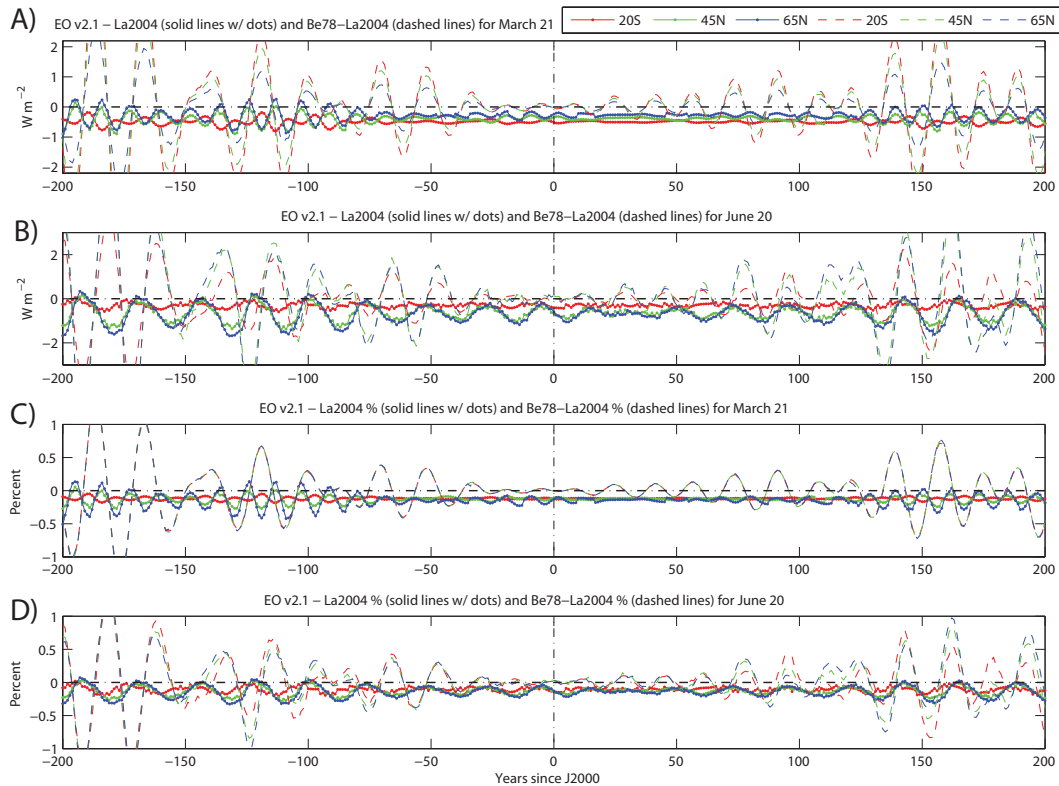 A)
EO v2.1 − La2004 (solid lines w/ dots) and Be78−La2004 (dashed lines) for March 21
20S 45N 65N 20S 45N 65N
2
1
0
−1
−2
W m−2
−200 −150 −100 −50 0 50 100 150 200
B)
EO v2.1 − La2004 (solid lines w/ dots) and Be78−La2004 (dashed lines) for June 20
2
0
−2
W m−2
−200 −150 −100 −50 0 50 100 150 200
C)
EO v2.1 − La2004 % (solid lines w/ dots) and Be78−La2004 % (dashed lines) for March 21
1
0.5
0
−0.5
−1
Percent
−200 −150 −100 −50 0 50 100 150 200
D)
EO v2.1 − La2004 % (solid lines w/ dots) and Be78−La2004 % (dashed lines) for June 20
1
0.5
0
−0.5
−1
Percent
−200 −150 −100 −50 0 50 100 150 200
Years since J2000